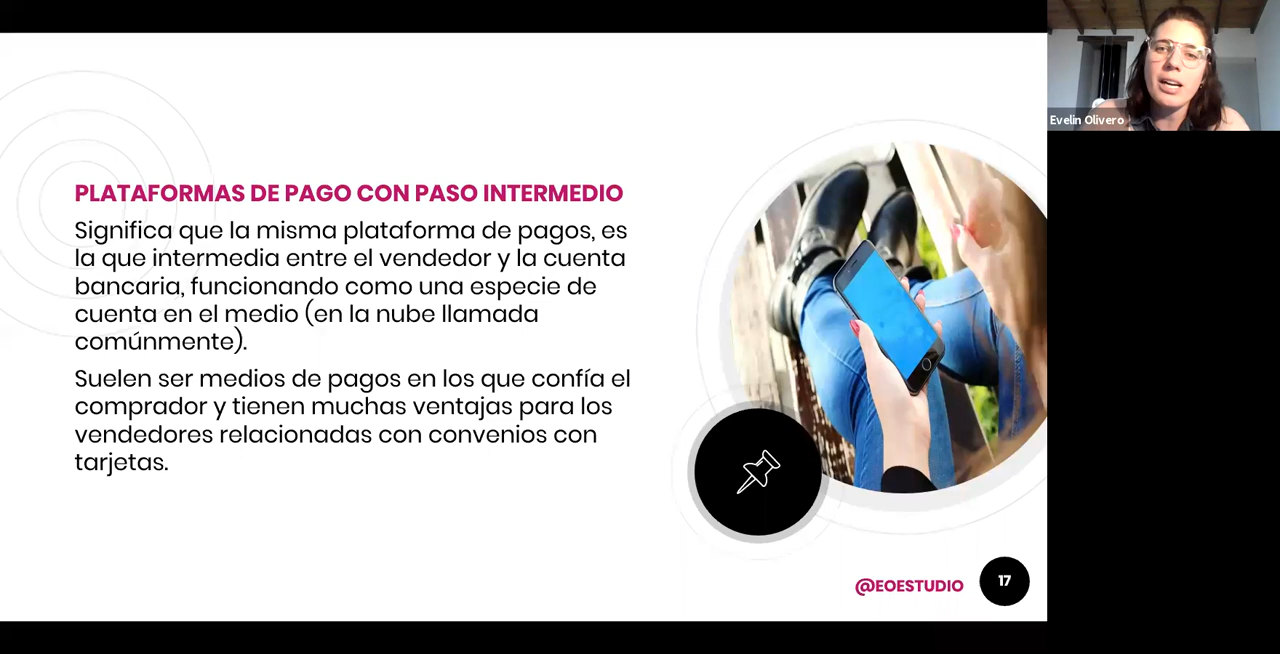 Evelin Olivero
PLATAFORMAS DE PAGO CON PASO INTERMEDIO
Significa que la misma plataforma de pagos, es
la que intermedia entre el vendedor y la cuenta
bancaria, funcionando como una especie de
cuenta en el medio (en la nube llamada
comúnmente).
Suelen ser medios de pagos en los que confía el
comprador y tienen muchas ventajas para los
vendedores relacionadas con convenios con
tarjetas.
@EOESTUDIO
17